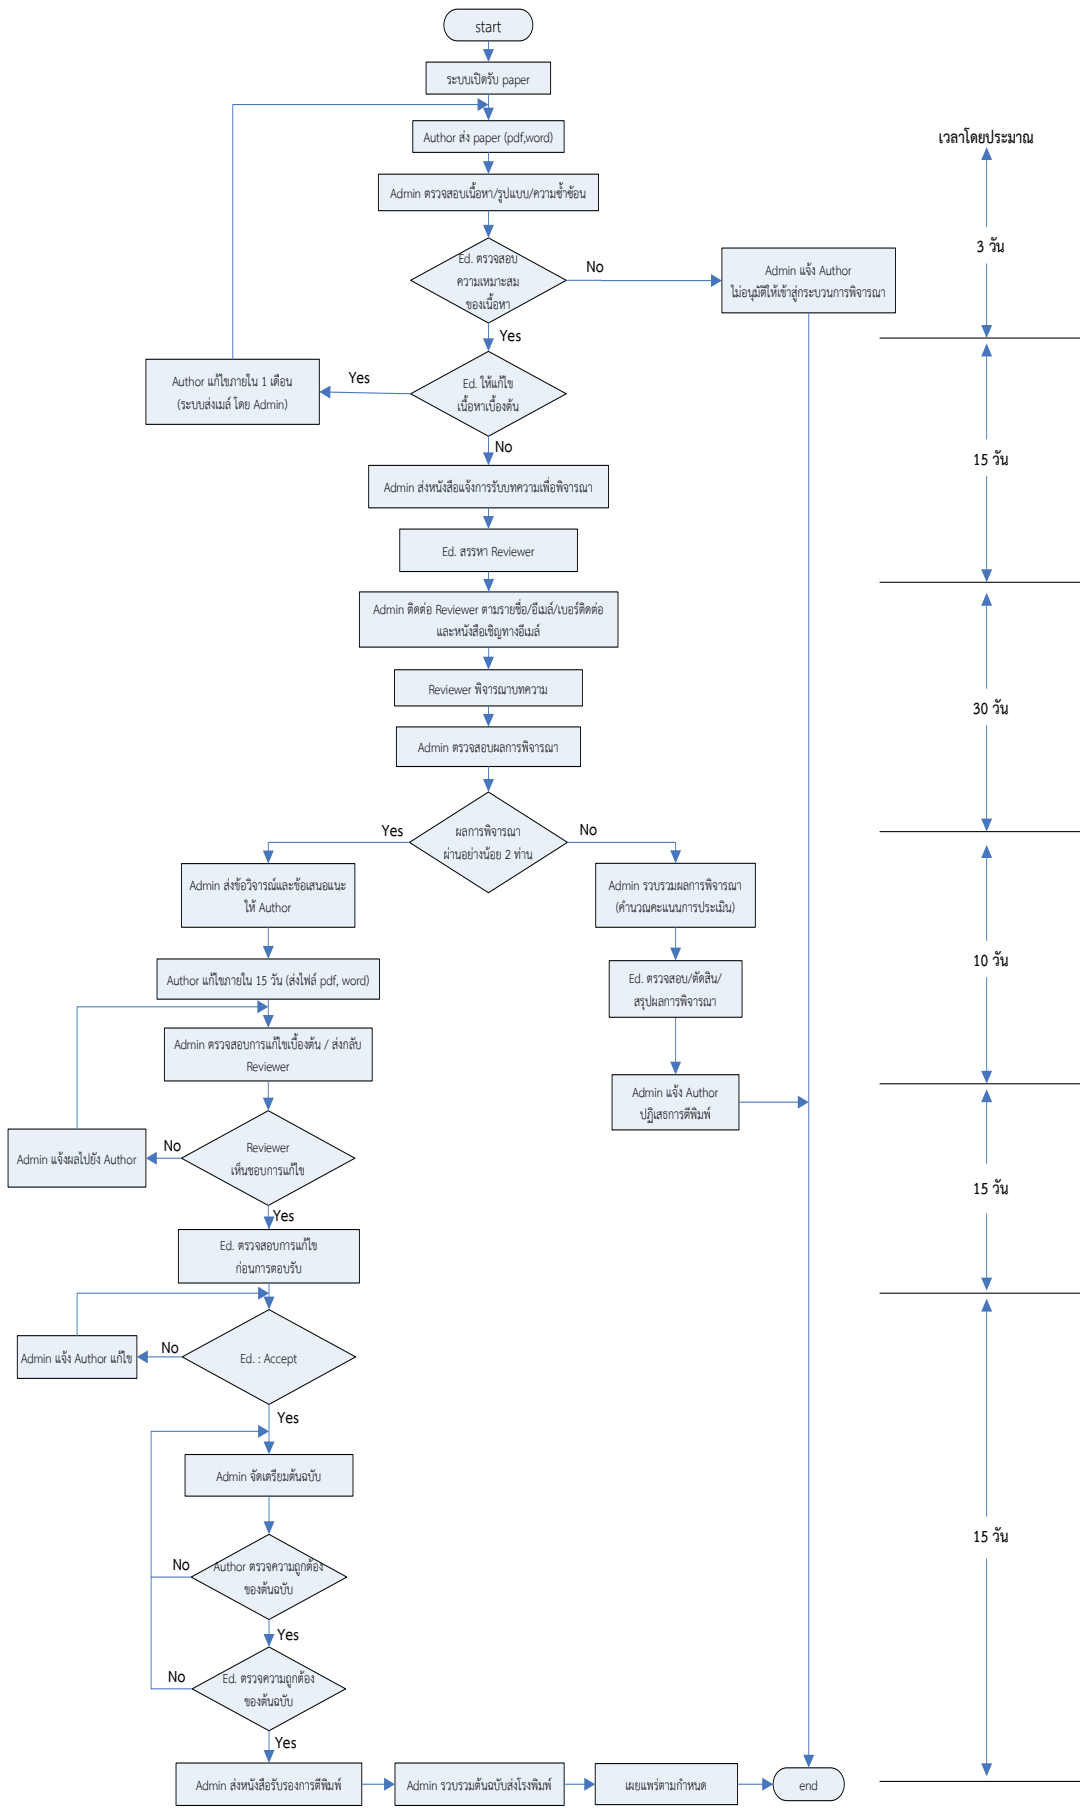 start
ระบบเปิดรับ paper
Author ส่ง paper (pdf,word)
เวลาโดยประมาณ
Admin ตรวจสอบเนื้อหา/รูปแบบ/ความซ้ำซ้อน
3 วัน
Ed. ตรวจสอบ
ความเหมาะสม
ของเนื้อหา
No
Admin แจ้ง Author
ไม่อนุมัติให้เข้าสู่กระบวนการพิจารณา
Yes
Ed. ให้แก้ไข
เนื้อหาเบื้องต้น
Yes
Author แก้ไขภายใน 1 เดือน
(ระบบส่งเมล์ โดย Admin)
No
15 วัน
Admin ส่งหนังสือแจ้งการรับบทความเพื่อพิจารณา
Ed. สรรหา Reviewer
Admin ติดต่อ Reviewer ตามรายชื่อ/อีเมล์/เบอร์ติดต่อ
และหนังสือเชิญทางอีเมล์
Reviewer พิจารณาบทความ
30 วัน
Admin ตรวจสอบผลการพิจารณา
Yes
ผลการพิจารณา
ผ่านอย่างน้อย 2 ท่าน
No
Admin ส่งข้อวิจารณ์และข้อเสนอแนะ
ให้ Author
Admin รวบรวมผลการพิจารณา
(คำนวณคะแนนการประเมิน)
10 วัน
Author แก้ไขภายใน 15 วัน (ส่งไฟล์ pdf, word)
Ed. ตรวจสอบ/ตัดสิน/
สรุปผลการพิจารณา
Admin ตรวจสอบการแก้ไขเบื้องต้น / ส่งกลับ
Reviewer
Admin แจ้ง Author
ปฏิเสธการตีพิมพ์
Reviewer
เห็นชอบการแก้ไข
No
Admin แจ้งผลไปยัง Author
15 วัน
Yes
Ed. ตรวจสอบการแก้ไข
ก่อนการตอบรับ
Ed. : Accept
No
Admin แจ้ง Author แก้ไข
Yes
Admin จัดเตรียมต้นฉบับ
15 วัน
No
Author ตรวจความถูกต้อง
ของต้นฉบับ
Yes
No
Ed. ตรวจความถูกต้อง
ของต้นฉบับ
Yes
Admin ส่งหนังสือรับรองการตีพิมพ์
Admin รวบรวมต้นฉบับส่งโรงพิมพ์
เผยแพร่ตามกำหนด
end